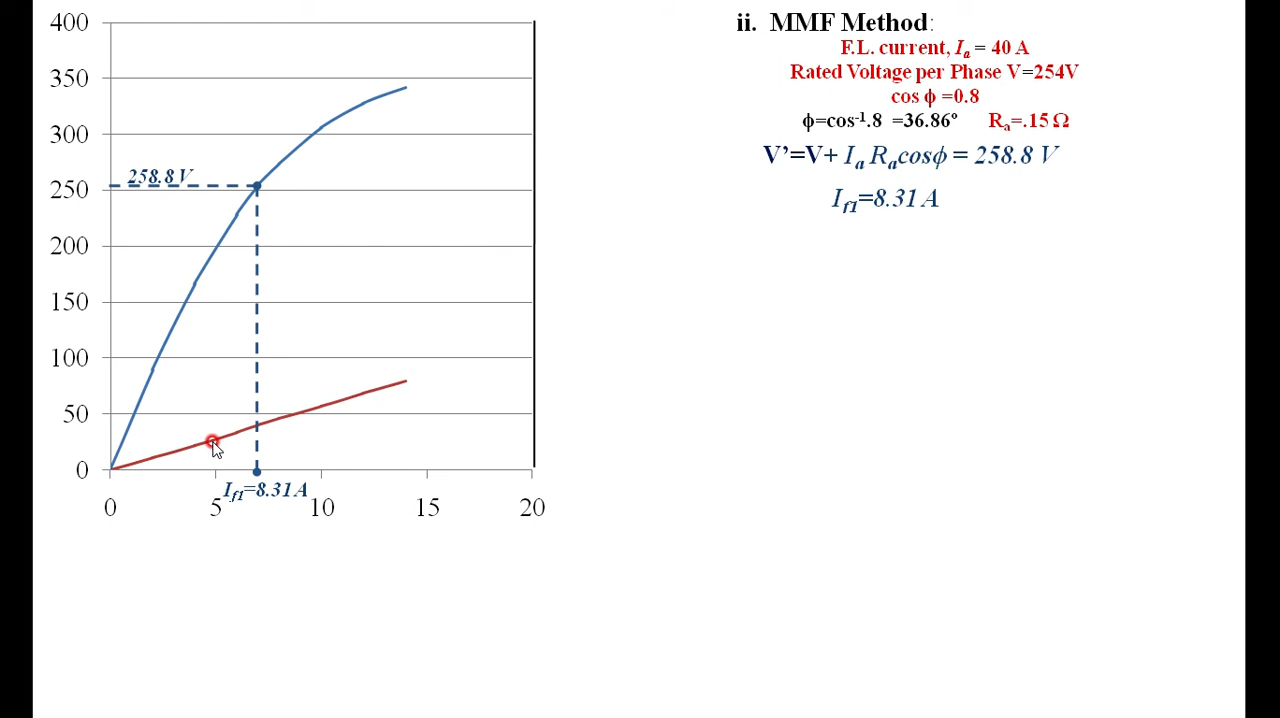 400
350
300
258.8 V
250
200
150
100
50
0
I_f1=8.31 A
0 5 10 15 20
ii. MMF Method:
F.L. current, I_a = 40 A
Rated Voltage per Phase V=254V
cos ϕ =0.8
ϕ=cos⁻¹.8 =36.86º R_a=.15 Ω
V’=V+ I_a R_a cosϕ = 258.8 V
I_f1=8.31 A